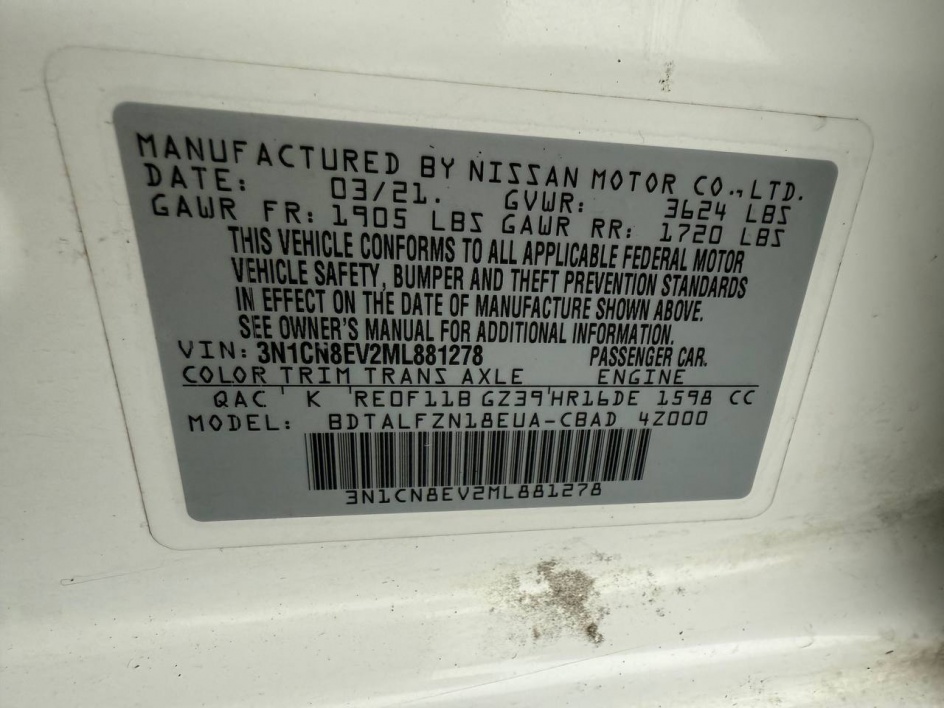 MANUFACTURED BY NISSAN MOTOR CO.,LTD.
DATE: 03/21. GVWR: 3624 LBS
GAWR FR: 1905 LBS GAWR RR: 1720 LBS
THIS VEHICLE CONFORMS TO ALL APPLICABLE FEDERAL MOTOR
VEHICLE SAFETY, BUMPER AND THEFT PREVENTION STANDARDS
IN EFFECT ON THE DATE OF MANUFACTURE SHOWN ABOVE.
SEE OWNER'S MANUAL FOR ADDITIONAL INFORMATION.
VIN: 3N1CN8EV2ML881278 PASSENGER CAR.
COLOR TRIM TRANS AXLE ENGINE
QAC K RE0F11B GZ39 HR16DE 1598 CC
MODEL: BDTALFZN18EUA-CBAD 4Z000
3N1CN8EV2ML881278